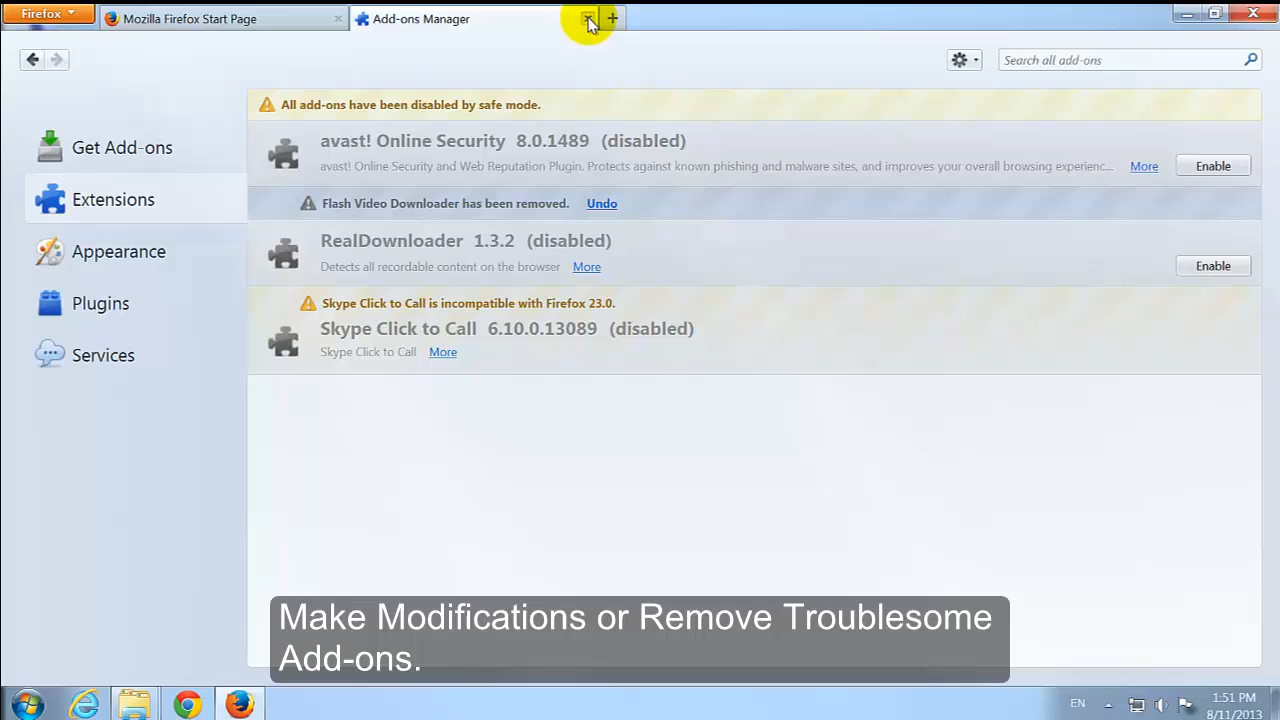 Firefox
Mozilla Firefox Start Page
Add-ons Manager
Search all add-ons
All add-ons have been disabled by safe mode.
Get Add-ons
Extensions
Appearance
Plugins
Services
avast! Online Security 8.0.1489 (disabled)
avast! Online Security and Web Reputation Plugin. Protects against known phishing and malware sites, and improves your overall browsing experienc... More
Enable
Flash Video Downloader has been removed. Undo
RealDownloader 1.3.2 (disabled)
Detects all recordable content on the browser More
Enable
Skype Click to Call is incompatible with Firefox 23.0.
Skype Click to Call 6.10.0.13089 (disabled)
Skype Click to Call More
Make Modifications or Remove Troublesome
Add-ons.
EN
1:51 PM
8/11/2013